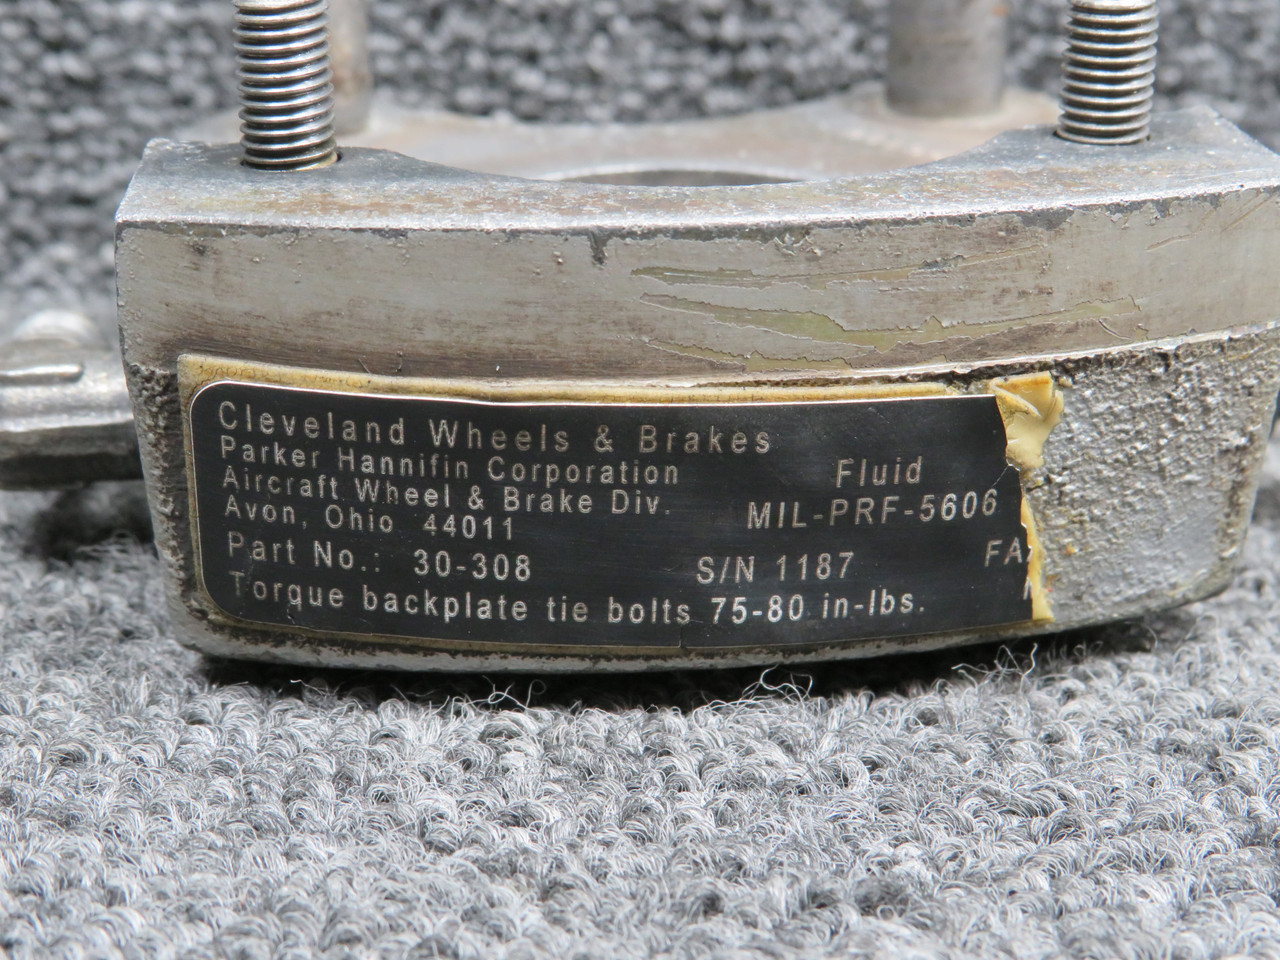 Cleveland Wheels & Brakes
Parker Hannifin Corporation
Aircraft Wheel & Brake Div.
Avon, Ohio 44011
Fluid
MIL-PRF-5606
Part No.: 30-308
S/N 1187
FA
Torque backplate tie bolts 75-80 in-lbs.